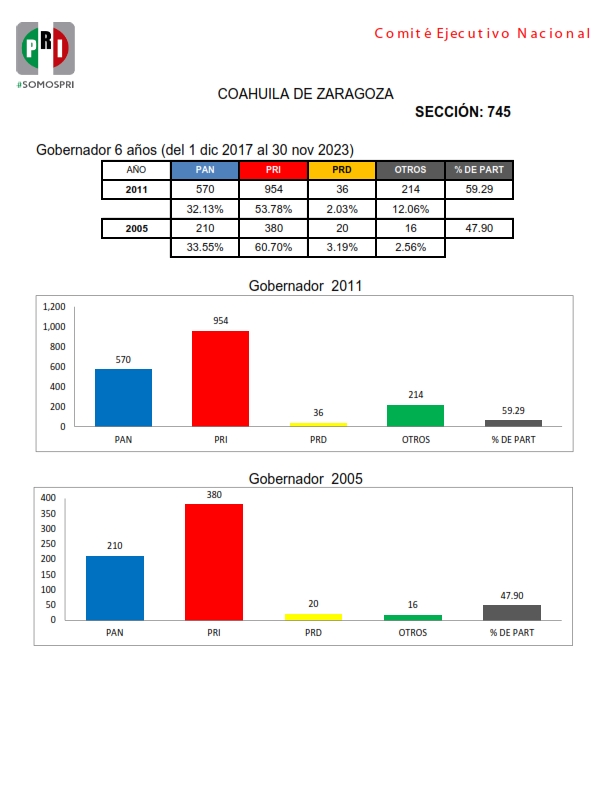 Comité Ejecutivo Nacional
PRI
#SOMOSPRI
COAHUILA DE ZARAGOZA
SECCIÓN: 745
Gobernador 6 años (del 1 dic 2017 al 30 nov 2023)
AÑO PAN PRI PRD OTROS % DE PART
2011 570 954 36 214 59.29
32.13% 53.78% 2.03% 12.06%
2005 210 380 20 16 47.90
33.55% 60.70% 3.19% 2.56%
Gobernador 2011
1,200
1,000
800
600
400
200
0
570
954
36
214
59.29
PAN PRI PRD OTROS % DE PART
Gobernador 2005
400
350
300
250
200
150
100
50
0
210
380
20
16
47.90
PAN PRI PRD OTROS % DE PART